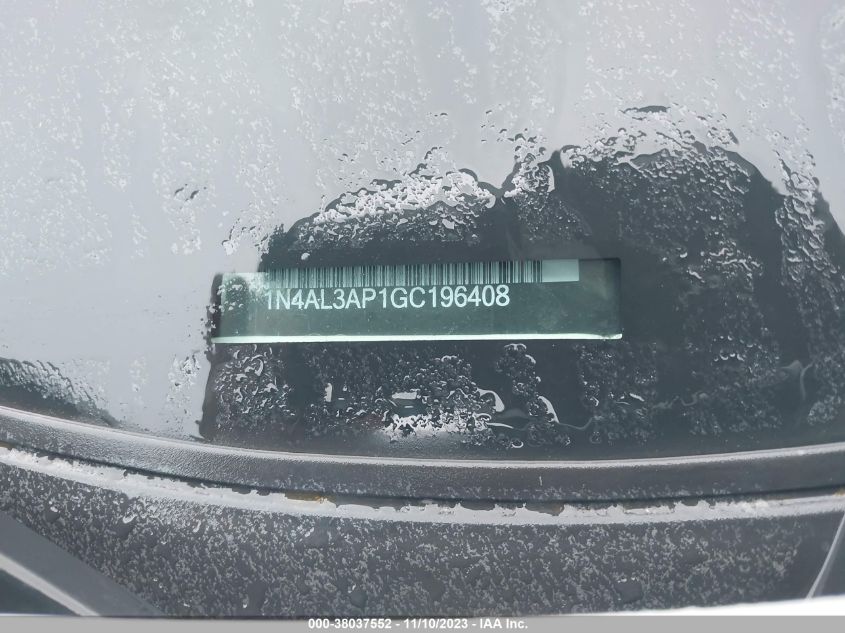 1N4AL3AP1GC196408
000-38037552 - 11/10/2023 - IAA Inc.